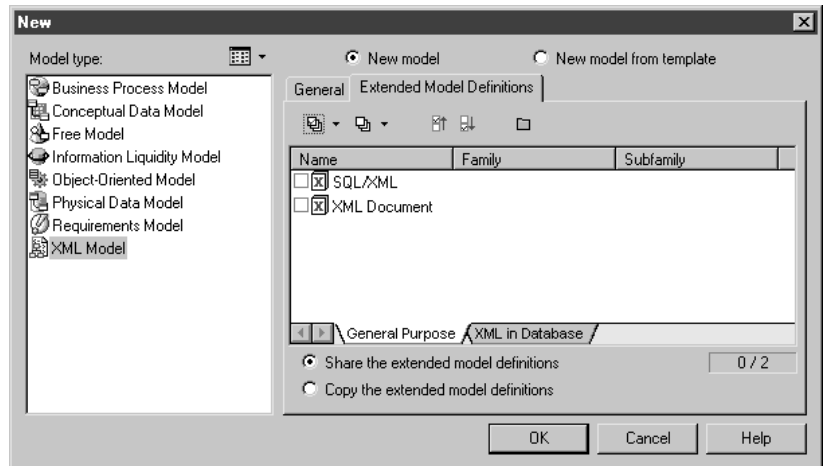 New
Model type:
New model
New model from template
Business Process Model
Conceptual Data Model
Free Model
Information Liquidity Model
Object-Oriented Model
Physical Data Model
Requirements Model
XML Model
General
Extended Model Definitions
Name Family Subfamily
SQL/XML
XML Document
General Purpose
XML in Database
Share the extended model definitions
0 / 2
Copy the extended model definitions
OK
Cancel
Help